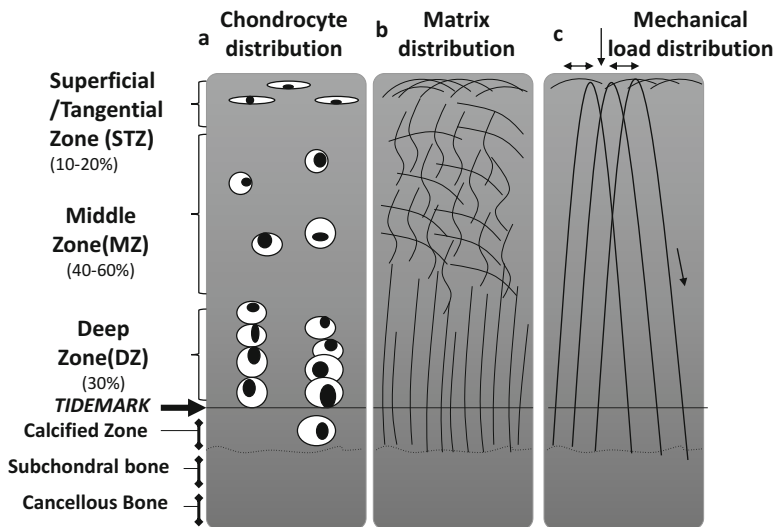 a
Chondrocyte
distribution
b
Matrix
distribution
c
Mechanical
load distribution
Superficial
/Tangential
Zone (STZ)
(10-20%)
Middle
Zone(MZ)
(40-60%)
Deep
Zone(DZ)
(30%)
TIDEMARK
Calcified Zone
Subchondral bone
Cancellous Bone